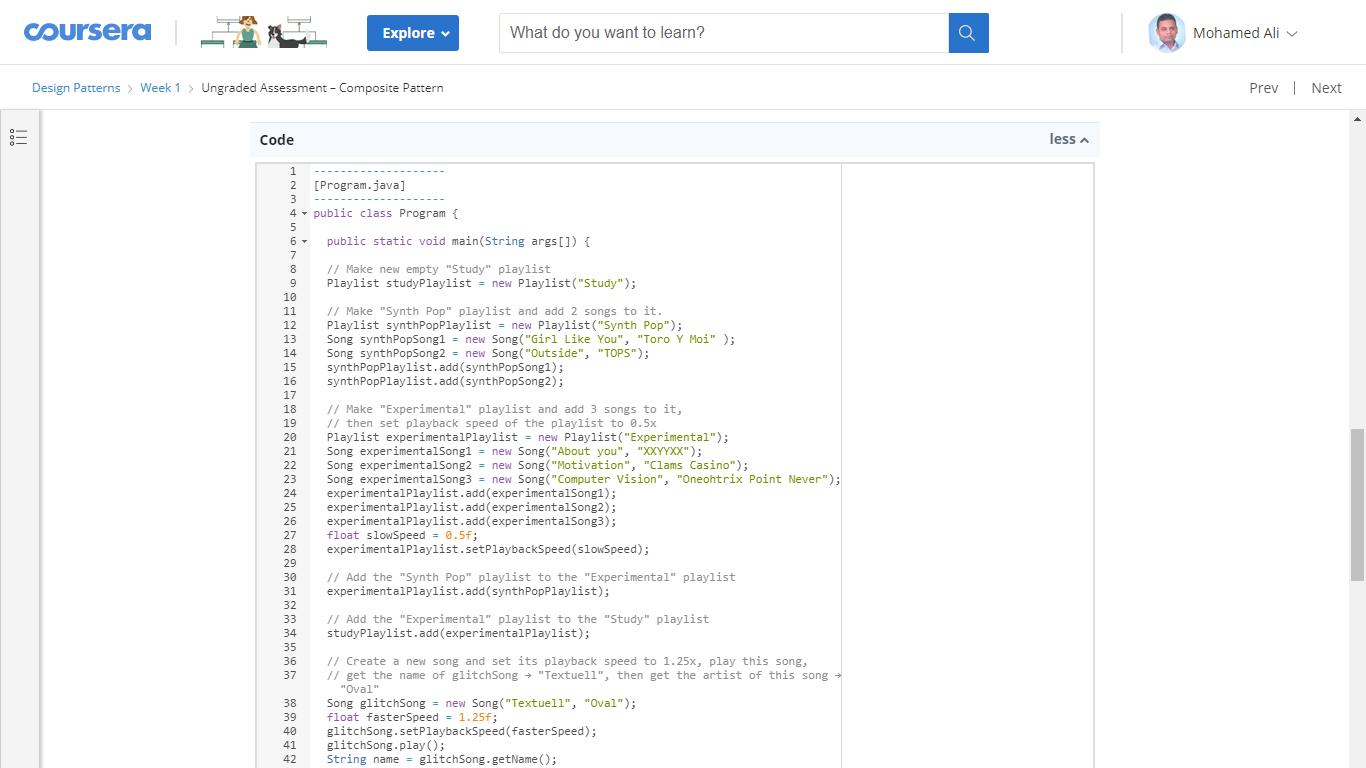 coursera
Explore
What do you want to learn?
Mohamed Ali
Design Patterns > Week 1 > Ungraded Assessment – Composite Pattern
Prev | Next
Code
less
1 --------------------
2 [Program.java]
3 --------------------
4 public class Program {
5
6 public static void main(String args[]) {
7
8 // Make new empty "Study" playlist
9 Playlist studyPlaylist = new Playlist("Study");
10
11 // Make "Synth Pop" playlist and add 2 songs to it.
12 Playlist synthPopPlaylist = new Playlist("Synth Pop");
13 Song synthPopSong1 = new Song("Girl Like You", "Toro Y Moi" );
14 Song synthPopSong2 = new Song("Outside", "TOPS");
15 synthPopPlaylist.add(synthPopSong1);
16 synthPopPlaylist.add(synthPopSong2);
17
18 // Make "Experimental" playlist and add 3 songs to it,
19 // then set playback speed of the playlist to 0.5x
20 Playlist experimentalPlaylist = new Playlist("Experimental");
21 Song experimentalSong1 = new Song("About you", "XXYYXX");
22 Song experimentalSong2 = new Song("Motivation", "Clams Casino");
23 Song experimentalSong3 = new Song("Computer Vision", "Oneohtrix Point Never");
24 experimentalPlaylist.add(experimentalSong1);
25 experimentalPlaylist.add(experimentalSong2);
26 experimentalPlaylist.add(experimentalSong3);
27 float slowSpeed = 0.5f;
28 experimentalPlaylist.setPlaybackSpeed(slowSpeed);
29
30 // Add the "Synth Pop" playlist to the "Experimental" playlist
31 experimentalPlaylist.add(synthPopPlaylist);
32
33 // Add the "Experimental" playlist to the "Study" playlist
34 studyPlaylist.add(experimentalPlaylist);
35
36 // Create a new song and set its playback speed to 1.25x, play this song,
37 // get the name of glitchSong → "Textuell", then get the artist of this song →
"Oval"
38 Song glitchSong = new Song("Textuell", "Oval");
39 float fasterSpeed = 1.25f;
40 glitchSong.setPlaybackSpeed(fasterSpeed);
41 glitchSong.play();
42 String name = glitchSong.getName();